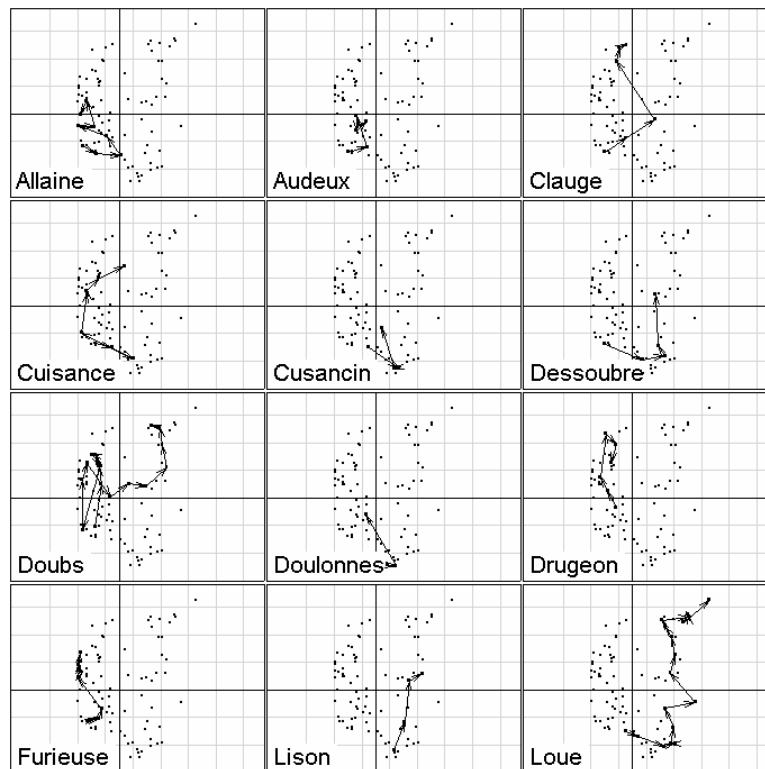 Allaine
Audeux
Clauge
Cuisance
Cusancin
Dessoubre
Doubs
Doulonnes
Drugeon
Furieuse
Lison
Loue